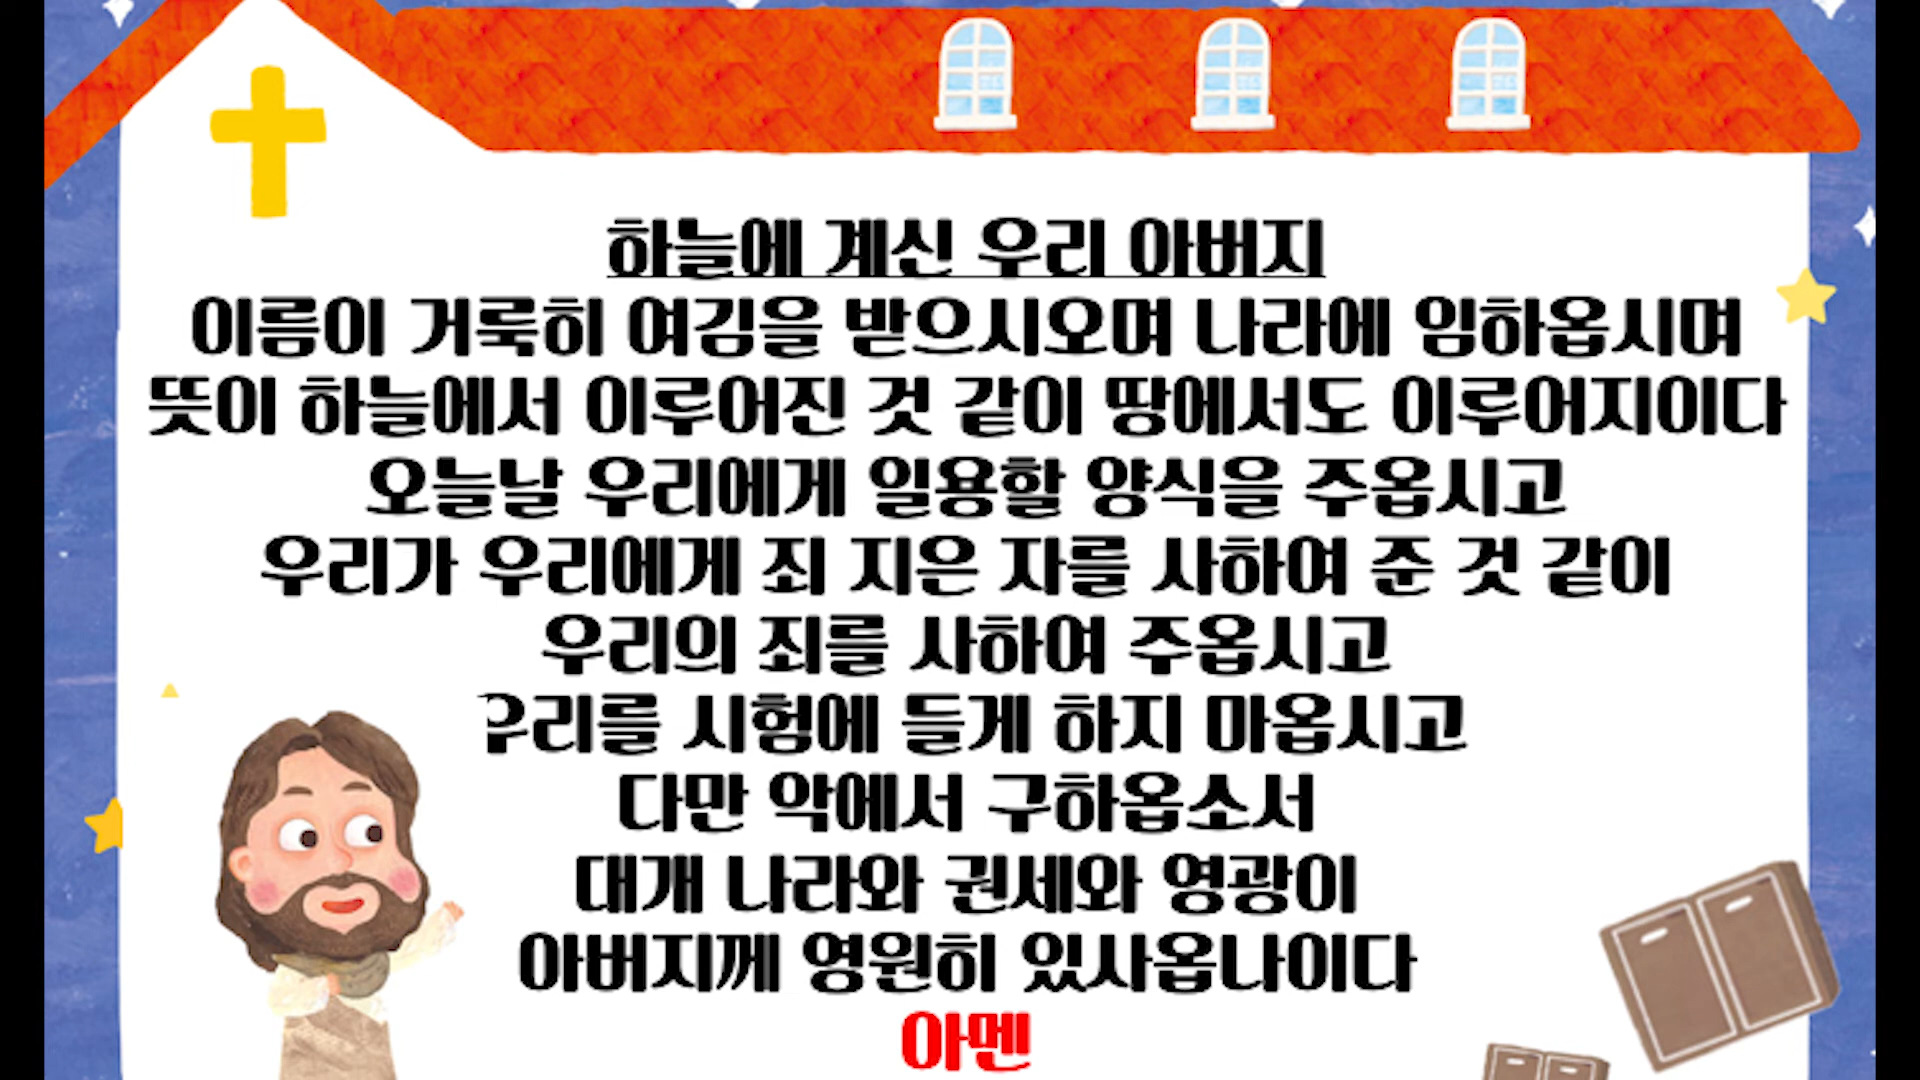 하늘에 계신 우리 아버지
이름이 거룩히 여김을 받으시오며 나라에 임하옵시며
뜻이 하늘에서 이루어진 것 같이 땅에서도 이루어지이다
오늘날 우리에게 일용할 양식을 주옵시고
우리가 우리에게 죄 지은 자를 사하여 준 것 같이
우리의 죄를 사하여 주옵시고
우리를 시험에 들게 하지 마옵시고
다만 악에서 구하옵소서
대개 나라와 권세와 영광이
아버지께 영원히 있사옵나이다
아멘